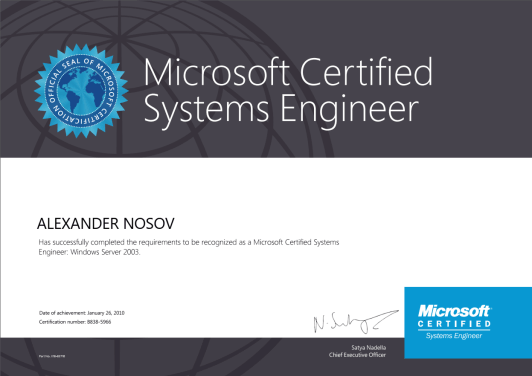 OFFICIAL SEAL OF MICROSOFT CERTIFICATION
Microsoft Certified
Systems Engineer
ALEXANDER NOSOV
Has successfully completed the requirements to be recognized as a Microsoft Certified Systems
Engineer: Windows Server 2003.
Date of achievement: January 26, 2010
Certification number: B838-5966
Satya Nadella
Chief Executive Officer
Microsoft
CERTIFIED
Systems Engineer